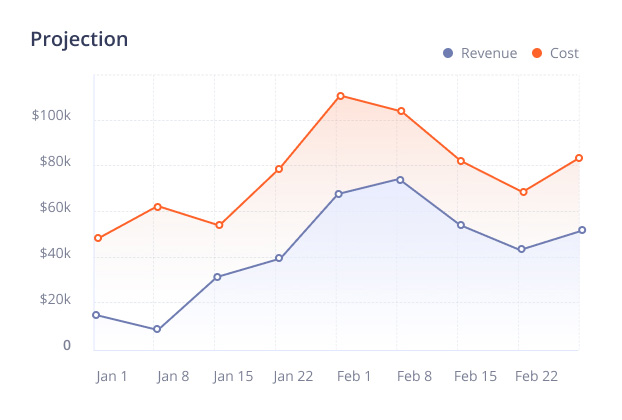 Projection
Revenue
Cost
$100k
$80k
$60k
$40k
$20k
0
Jan 1
Jan 8
Jan 15
Jan 22
Feb 1
Feb 8
Feb 15
Feb 22